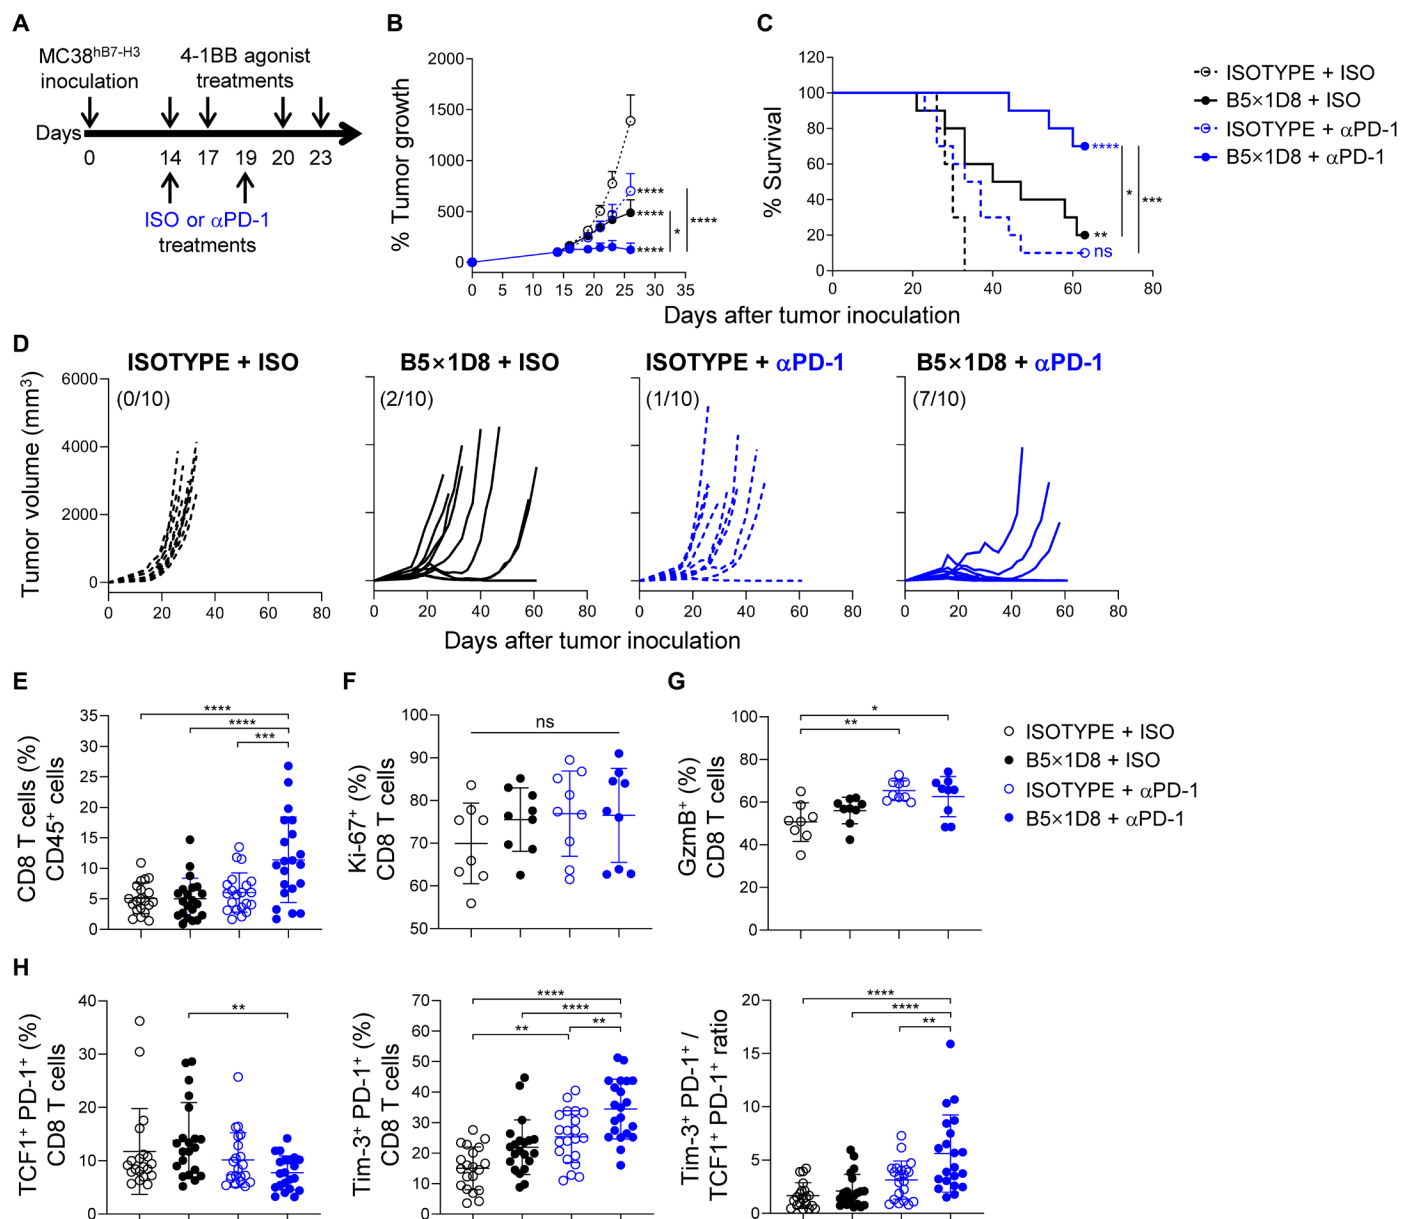 A
MC38hB7-H3
inoculation
4-1BB agonist
treatments
Days
0
14
17
19
20
23
ISO or αPD-1
treatments
B
% Tumor growth
2000
1500
1000
500
0
0
5
10
15
20
25
30
35
****
****
****
*
****
C
% Survival
120
100
80
60
40
20
0
0
20
40
60
80
****
**
ns
*
***
Days after tumor inoculation
ISOTYPE + ISO
B5×1D8 + ISO
ISOTYPE + αPD-1
B5×1D8 + αPD-1
D
ISOTYPE + ISO
B5×1D8 + ISO
ISOTYPE + αPD-1
B5×1D8 + αPD-1
(0/10)
(2/10)
(1/10)
(7/10)
Tumor volume (mm3)
6000
4000
2000
0
0 20 40 60 80
0 20 40 60 80
0 20 40 60 80
0 20 40 60 80
Days after tumor inoculation
E
CD8 T cells (%)
CD45+ cells
35
30
25
20
15
10
5
0
****
****
***
F
Ki-67+ (%)
CD8 T cells
100
90
80
70
60
50
ns
G
GzmB+ (%)
CD8 T cells
100
80
60
40
20
0
*
**
ISOTYPE + ISO
B5×1D8 + ISO
ISOTYPE + αPD-1
B5×1D8 + αPD-1
H
TCF1+ PD-1+ (%)
CD8 T cells
40
30
20
10
0
**
Tim-3+ PD-1+ (%)
CD8 T cells
70
60
50
40
30
20
10
0
****
****
**
**
Tim-3+ PD-1+ /
TCF1+ PD-1+ ratio
20
15
10
5
0
****
****
**